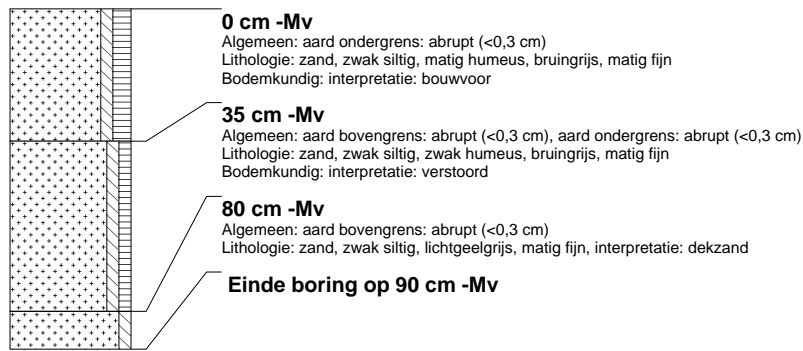 0 cm -Mv
Algemeen: aard ondergrens: abrupt (<0,3 cm)
Lithologie: zand, zwak siltig, matig humeus, bruingrijs, matig fijn
Bodemkundig: interpretatie: bouwvoor
35 cm -Mv
Algemeen: aard bovengrens: abrupt (<0,3 cm), aard ondergrens: abrupt (<0,3 cm)
Lithologie: zand, zwak siltig, zwak humeus, bruingrijs, matig fijn
Bodemkundig: interpretatie: verstoord
80 cm -Mv
Algemeen: aard bovengrens: abrupt (<0,3 cm)
Lithologie: zand, zwak siltig, lichtgeelgrijs, matig fijn, interpretatie: dekzand
Einde boring op 90 cm -Mv